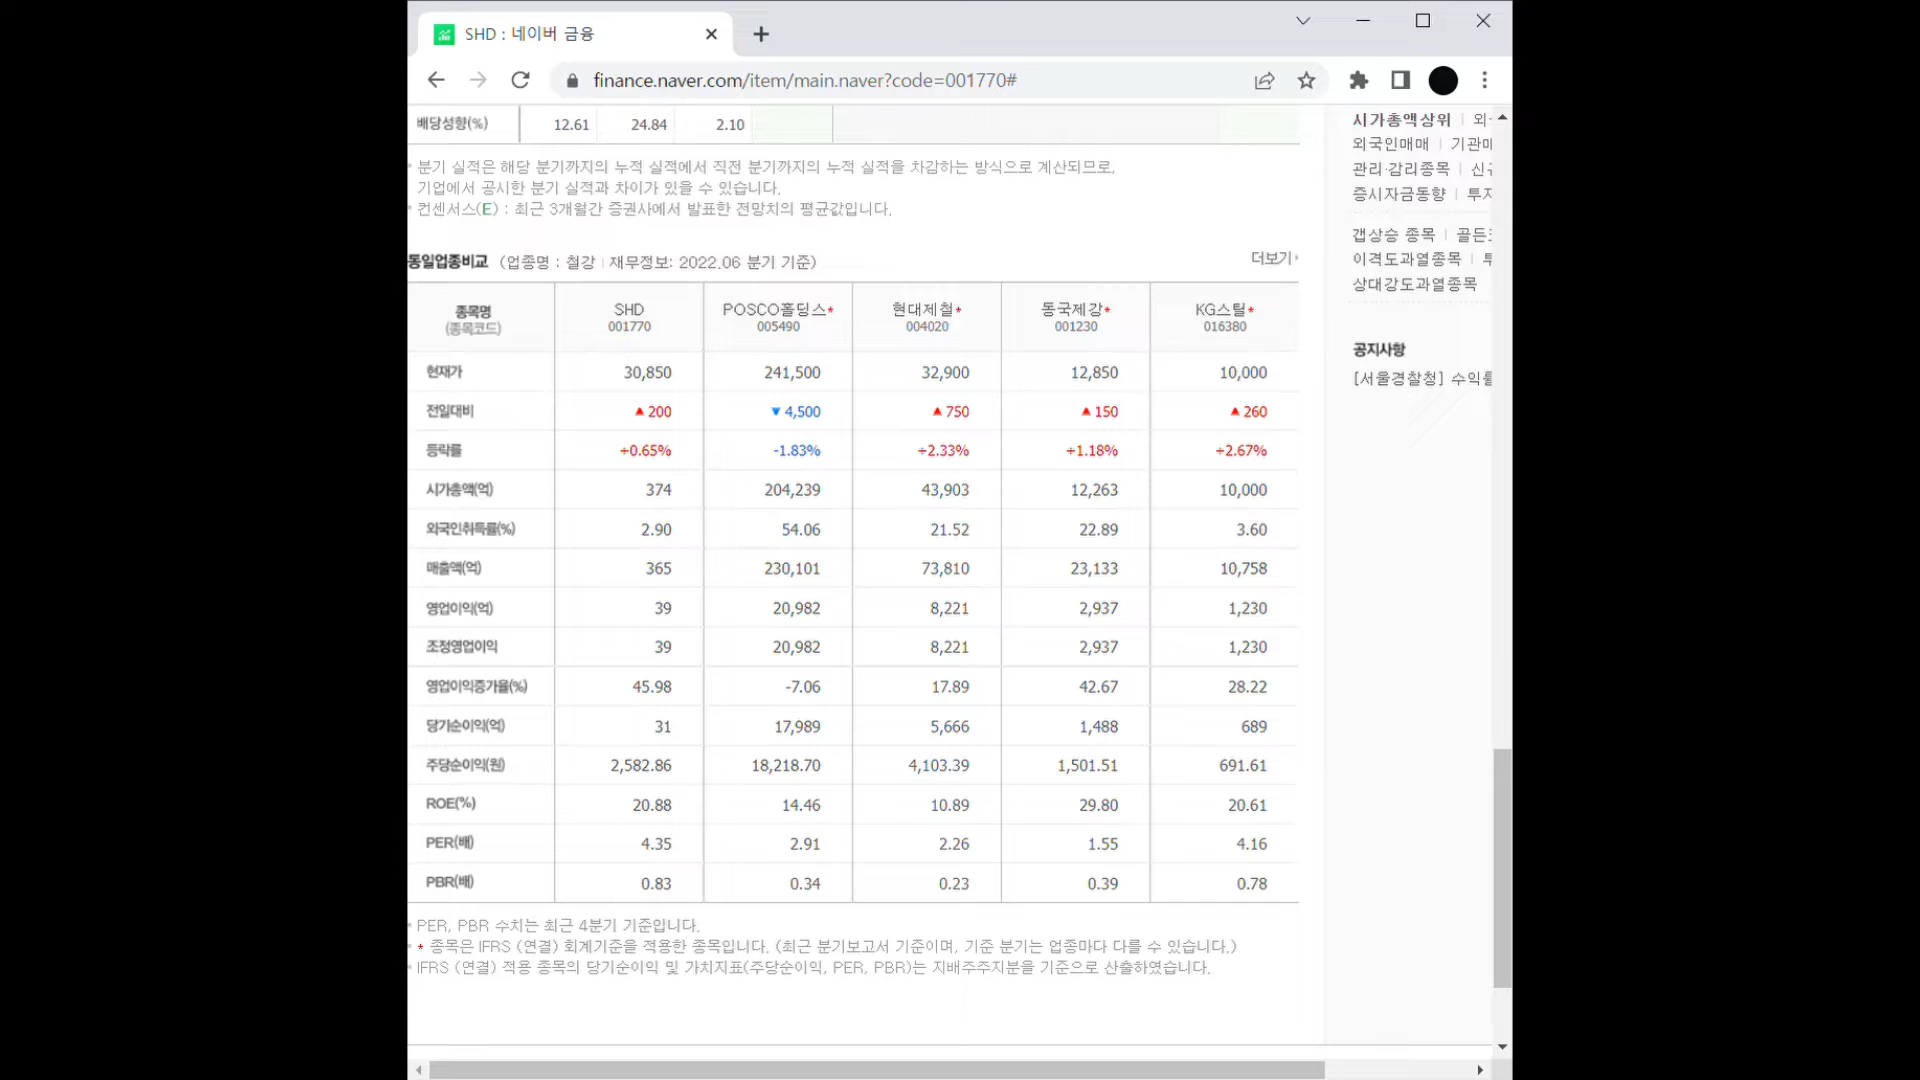 SHD : 네이버 금융
finance.naver.com/item/main.naver?code=001770#
배당성향(%) 12.61 24.84 2.10
분기 실적은 해당 분기까지의 누적 실적에서 직전 분기까지의 누적 실적을 차감하는 방식으로 계산되므로,
기업에서 공시한 분기 실적과 차이가 있을 수 있습니다.
컨센서스(E) : 최근 3개월간 증권사에서 발표한 전망치의 평균값입니다.
동일업종비교 (업종명 : 철강 | 재무정보: 2022.06 분기 기준)
더보기
종목명 SHD POSCO홀딩스* 현대제철* 동국제강* KG스틸*
(종목코드) 001770 005490 004020 001230 016380
현재가 30,850 241,500 32,900 12,850 10,000
전일대비 ▲200 ▼4,500 ▲750 ▲150 ▲260
등락률 +0.65% -1.83% +2.33% +1.18% +2.67%
시가총액(억) 374 204,239 43,903 12,263 10,000
외국인취득률(%) 2.90 54.06 21.52 22.89 3.60
매출액(억) 365 230,101 73,810 23,133 10,758
영업이익(억) 39 20,982 8,221 2,937 1,230
조정영업이익 39 20,982 8,221 2,937 1,230
영업이익증가율(%) 45.98 -7.06 17.89 42.67 28.22
당기순이익(억) 31 17,989 5,666 1,488 689
주당순이익(원) 2,582.86 18,218.70 4,103.39 1,501.51 691.61
ROE(%) 20.88 14.46 10.89 29.80 20.61
PER(배) 4.35 2.91 2.26 1.55 4.16
PBR(배) 0.83 0.34 0.23 0.39 0.78
PER, PBR 수치는 최근 4분기 기준입니다.
* 종목은 IFRS (연결) 회계기준을 적용한 종목입니다. (최근 분기보고서 기준이며, 기준 분기는 업종마다 다를 수 있습니다.)
IFRS (연결) 적용 종목의 당기순이익 및 가치지표(주당순이익, PER, PBR)는 지배주주지분을 기준으로 산출하였습니다.
시가총액상위 | 외
외국인매매 | 기관
관리·감리종목 | 신
증시자금동향 | 투
갭상승 종목 | 골든
이격도과열종목 | 투
상대강도과열종목
공지사항
[서울경찰청] 수익